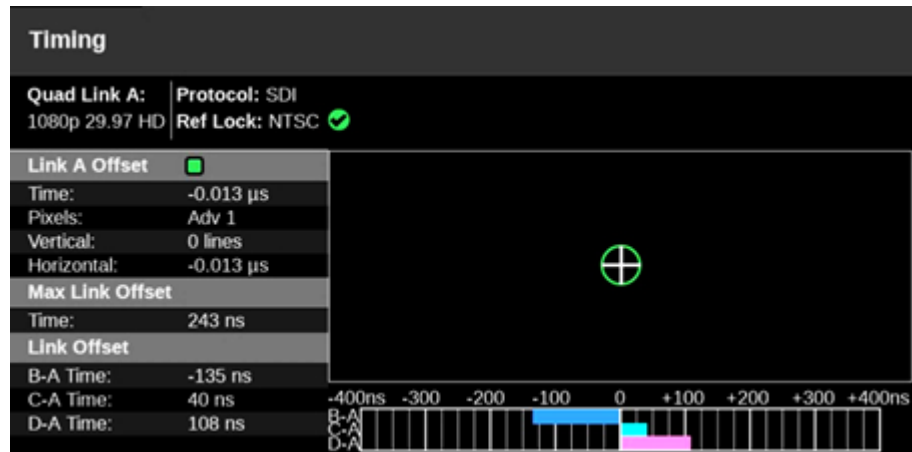 Timing
Quad Link A: Protocol: SDI
1080p 29.97 HD Ref Lock: NTSC
Link A Offset
Time: -0.013 µs
Pixels: Adv 1
Vertical: 0 lines
Horizontal: -0.013 µs
Max Link Offset
Time: 243 ns
Link Offset
B-A Time: -135 ns
C-A Time: 40 ns
D-A Time: 108 ns
-400ns -300 -200 -100 0 +100 +200 +300 +400ns
B-A
C-A
D-A